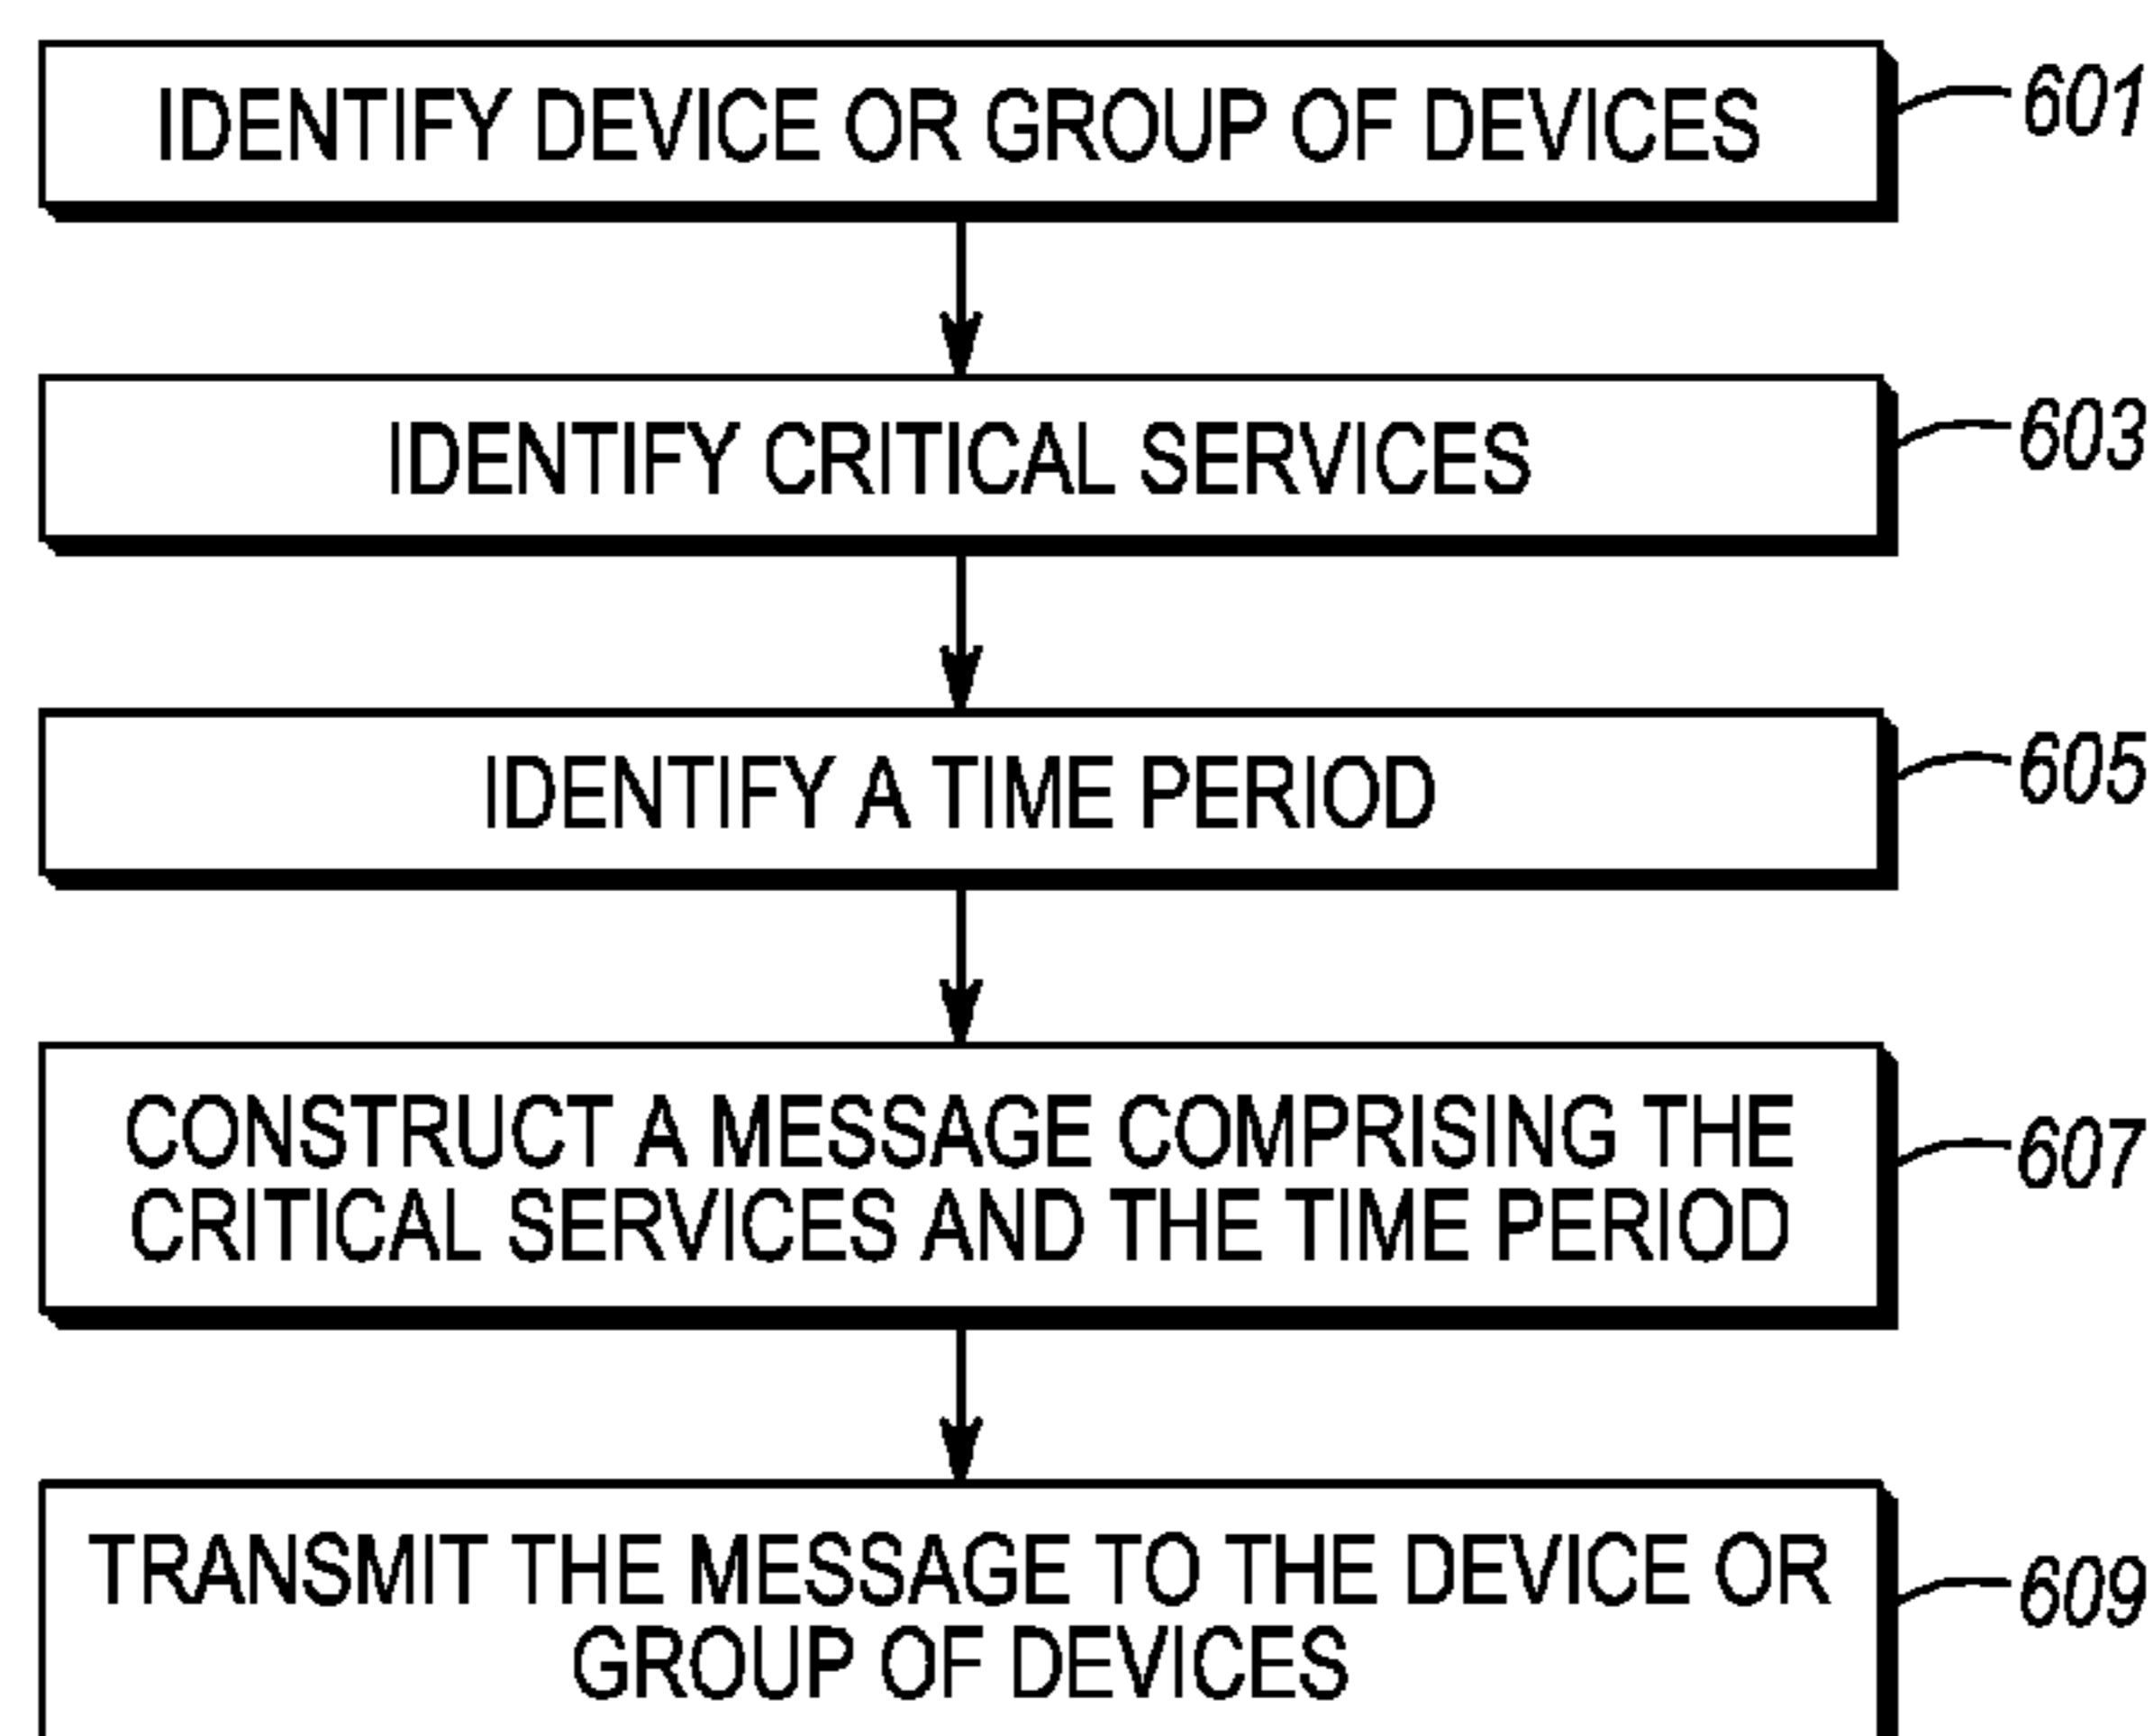 IDENTIFY DEVICE OR GROUP OF DEVICES
601
IDENTIFY CRITICAL SERVICES
603
IDENTIFY A TIME PERIOD
605
CONSTRUCT A MESSAGE COMPRISING THE
CRITICAL SERVICES AND THE TIME PERIOD
607
TRANSMIT THE MESSAGE TO THE DEVICE OR
GROUP OF DEVICES
609